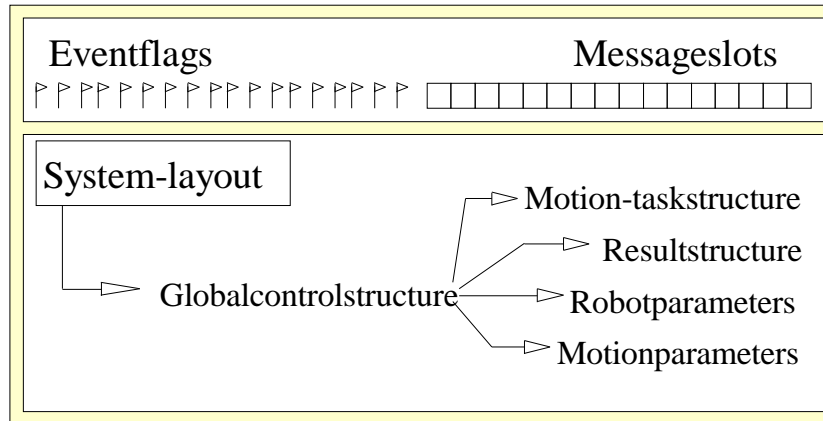 Eventflags
Messageslots
System-layout
Motion-taskstructure
Resultstructure
Globalcontrolstructure
Robotparameters
Motionparameters